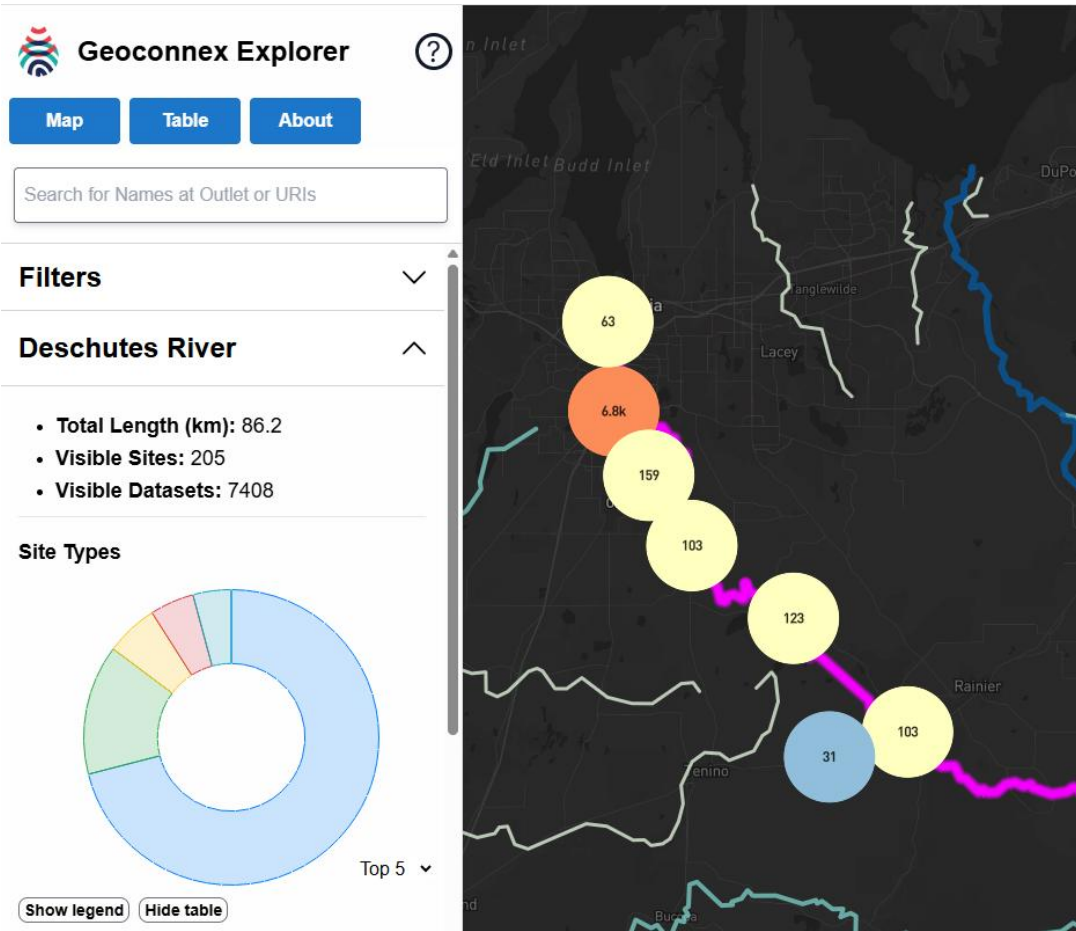 Geoconnex Explorer
?
Map
Table
About
Search for Names at Outlet or URIs
Filters
Deschutes River
• Total Length (km): 86.2
• Visible Sites: 205
• Visible Datasets: 7408
Site Types
Top 5
Show legend
Hide table
n Inlet
Eld Inlet
Budd Inlet
DuPo
Tanglewilde
ia
63
Lacey
6.8k
159
103
123
Rainier
103
31
Tenino
nd